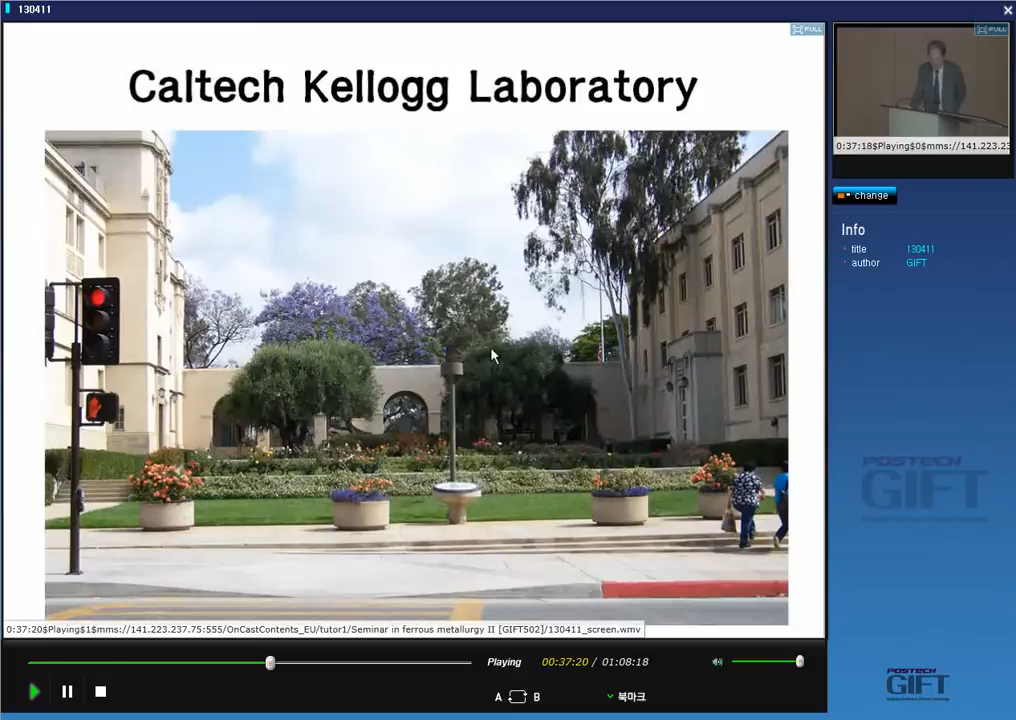 130411
FULL
Caltech Kellogg Laboratory
0:37:20$Playing$1$mms://141.223.237.75:555/OnCastContents_EU/tutor1/Seminar in ferrous metallurgy II [GIFT502]/130411_screen.wmv
Playing 00:37:20 / 01:08:18
A B 북마크
FULL
0:37:18$Playing$0$mms://141.223.23
change
Info
title 130411
author GIFT
POSTECH
GIFT
POSTECH
GIFT